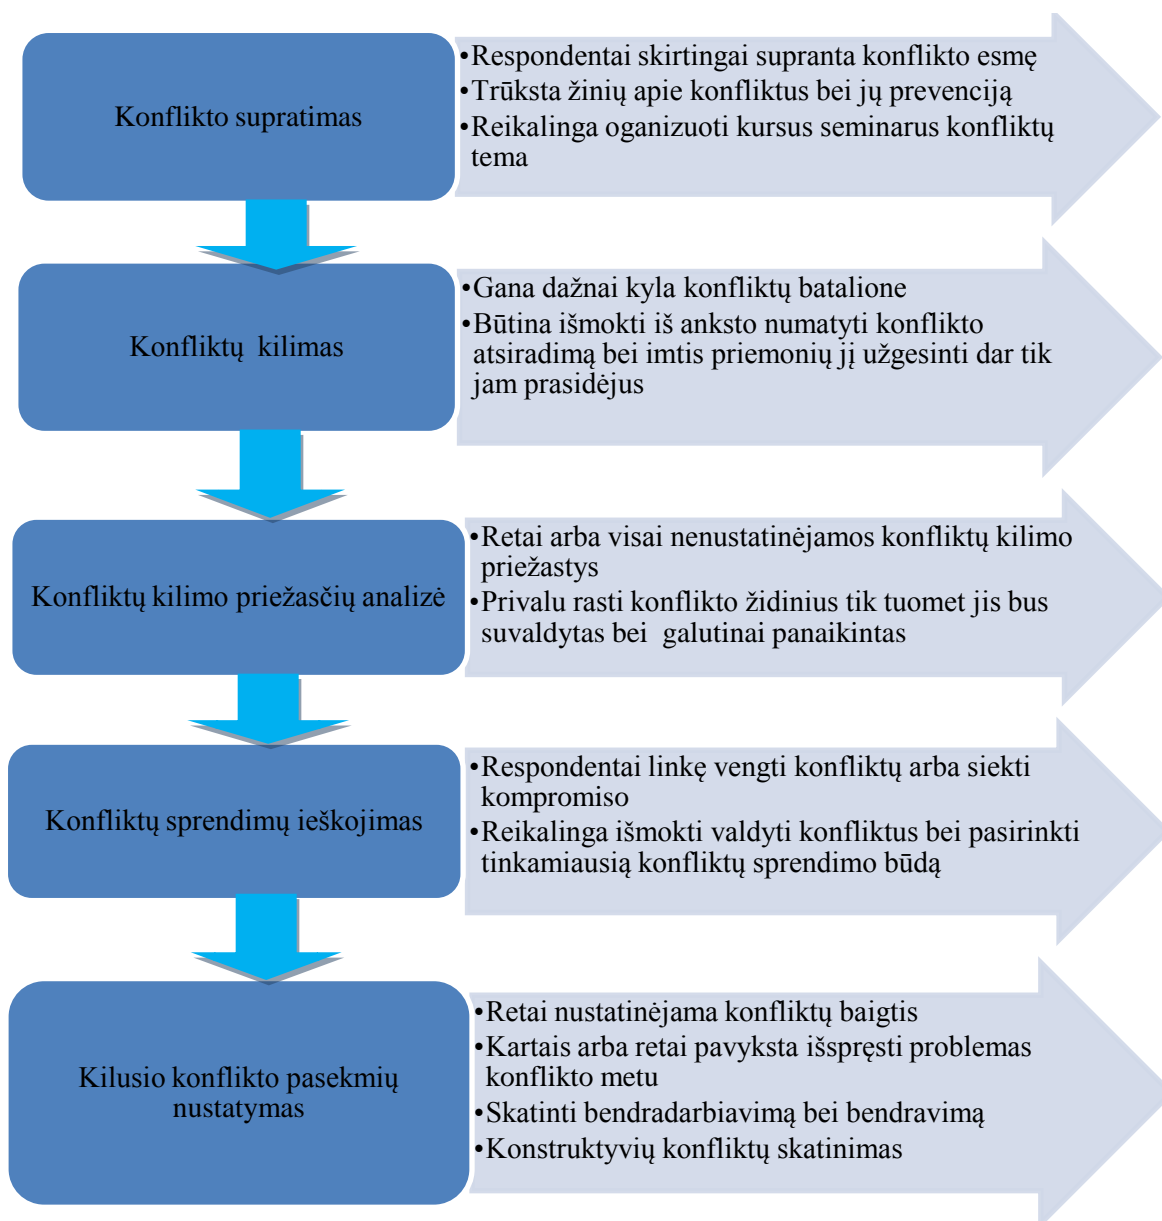 Konflikto supratimas
•Respondentai skirtingai supranta konflikto esmę
•Trūksta žinių apie konfliktus bei jų prevenciją
•Reikalinga oganizuoti kursus seminarus konfliktų
tema
Konfliktų kilimas
•Gana dažnai kyla konfliktų batalione
•Būtina išmokti iš anksto numatyti konflikto
atsiradimą bei imtis priemonių jį užgesinti dar tik
jam prasidėjus
Konfliktų kilimo priežasčių analizė
•Retai arba visai nenustatinėjamos konfliktų kilimo
priežastys
•Privalu rasti konflikto židinius tik tuomet jis bus
suvaldytas bei galutinai panaikintas
Konfliktų sprendimų ieškojimas
•Respondentai linkę vengti konfliktų arba siekti
kompromiso
•Reikalinga išmokti valdyti konfliktus bei pasirinkti
tinkamiausią konfliktų sprendimo būdą
Kilusio konflikto pasekmių
nustatymas
•Retai nustatinėjama konfliktų baigtis
•Kartais arba retai pavyksta išspręsti problemas
konflikto metu
•Skatinti bendradarbiavimą bei bendravimą
•Konstruktyvių konfliktų skatinimas